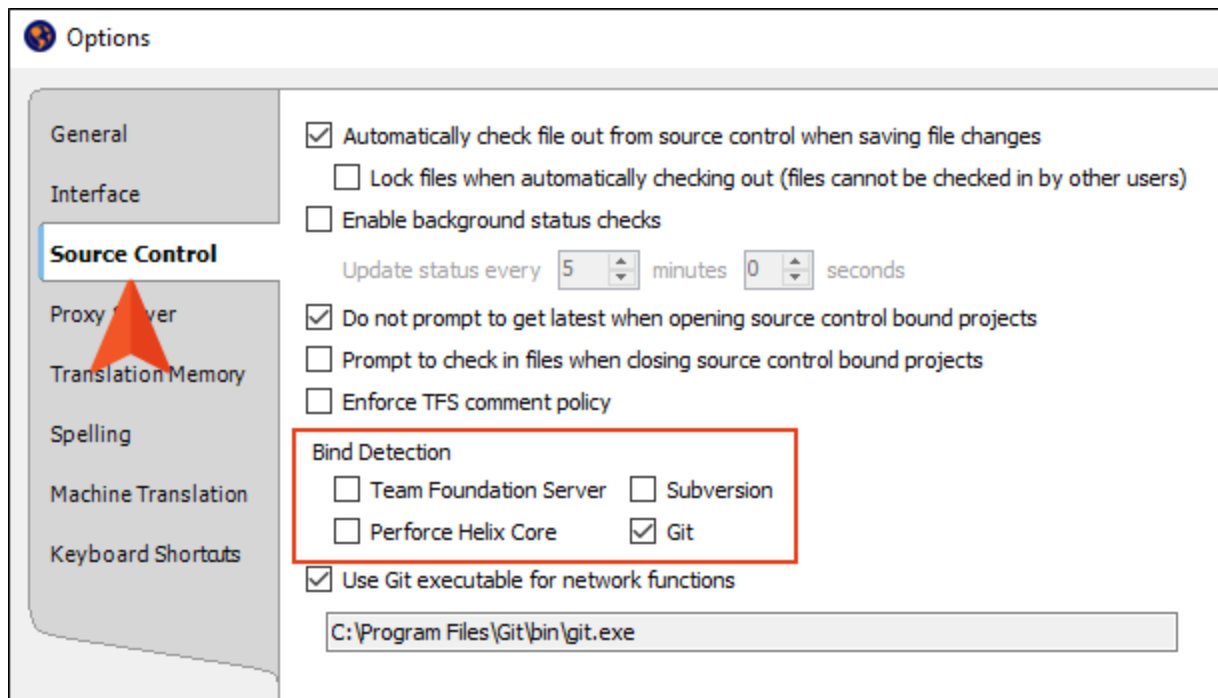 Options
General
Interface
Source Control
Proxy Server
Translation Memory
Spelling
Machine Translation
Keyboard Shortcuts
Automatically check file out from source control when saving file changes
Lock files when automatically checking out (files cannot be checked in by other users)
Enable background status checks
Update status every 5 minutes 0 seconds
Do not prompt to get latest when opening source control bound projects
Prompt to check in files when closing source control bound projects
Enforce TFS comment policy
Bind Detection
Team Foundation Server Subversion
Perforce Helix Core Git
Use Git executable for network functions
C:\Program Files\Git\bin\git.exe